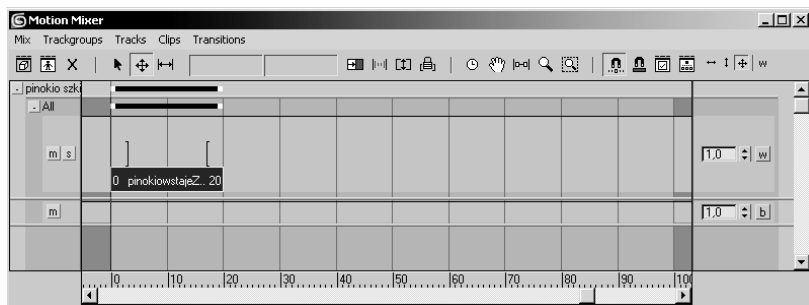 Motion Mixer
Mix Trackgroups Tracks Clips Transitions
w
pinokio szki
All
m s
0 pinokiowstajeZ.. 20
1,0 w
m
1,0 b
0 10 20 30 40 50 60 70 80 90 100